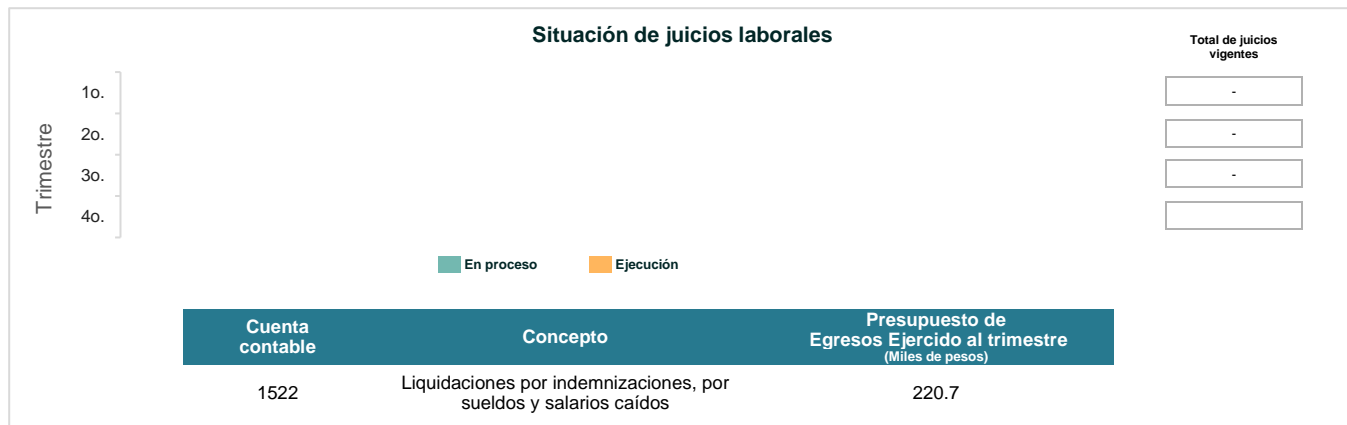 Situación de juicios laborales
Total de juicios
vigentes
Trimestre
1o.
-
2o.
-
3o.
-
4o.
En proceso
Ejecución
Cuenta
contable
Concepto
Presupuesto de
Egresos Ejercido al trimestre
(Miles de pesos)
1522
Liquidaciones por indemnizaciones, por
sueldos y salarios caídos
220.7